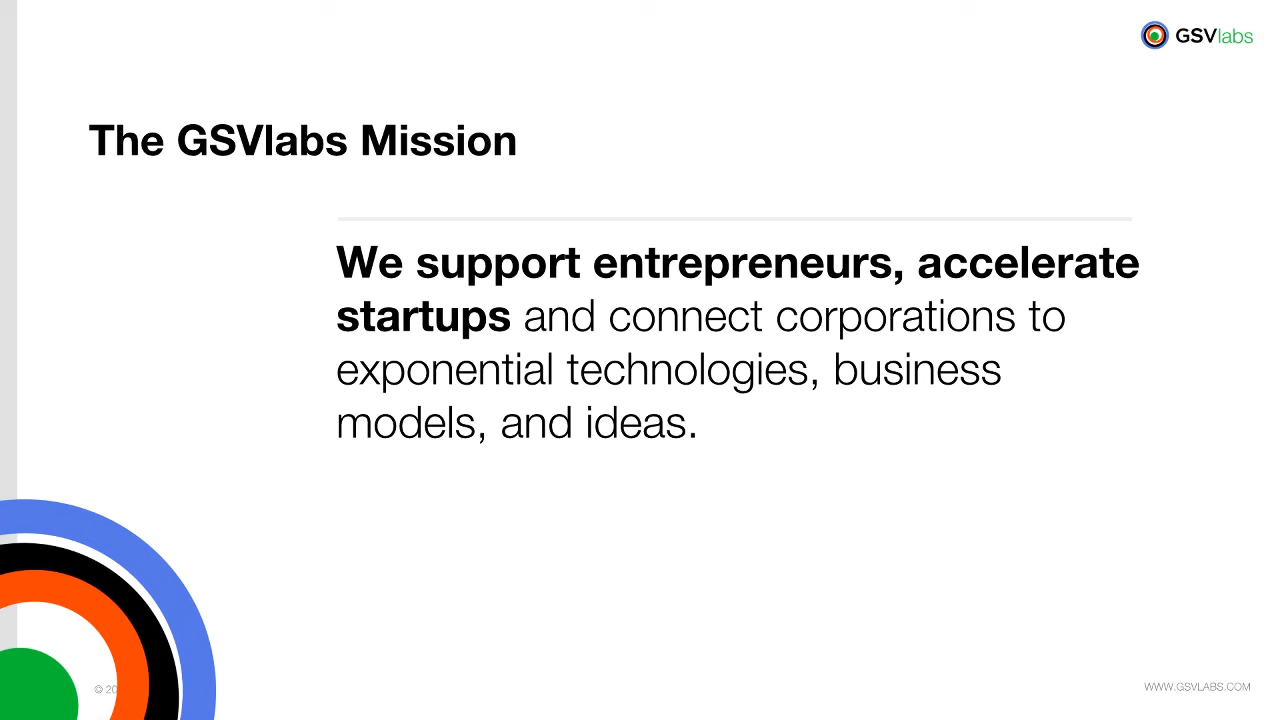 GSVlabs
The GSVlabs Mission
We support entrepreneurs, accelerate
startups and connect corporations to
exponential technologies, business
models, and ideas.
© 20
WWW.GSVLABS.COM